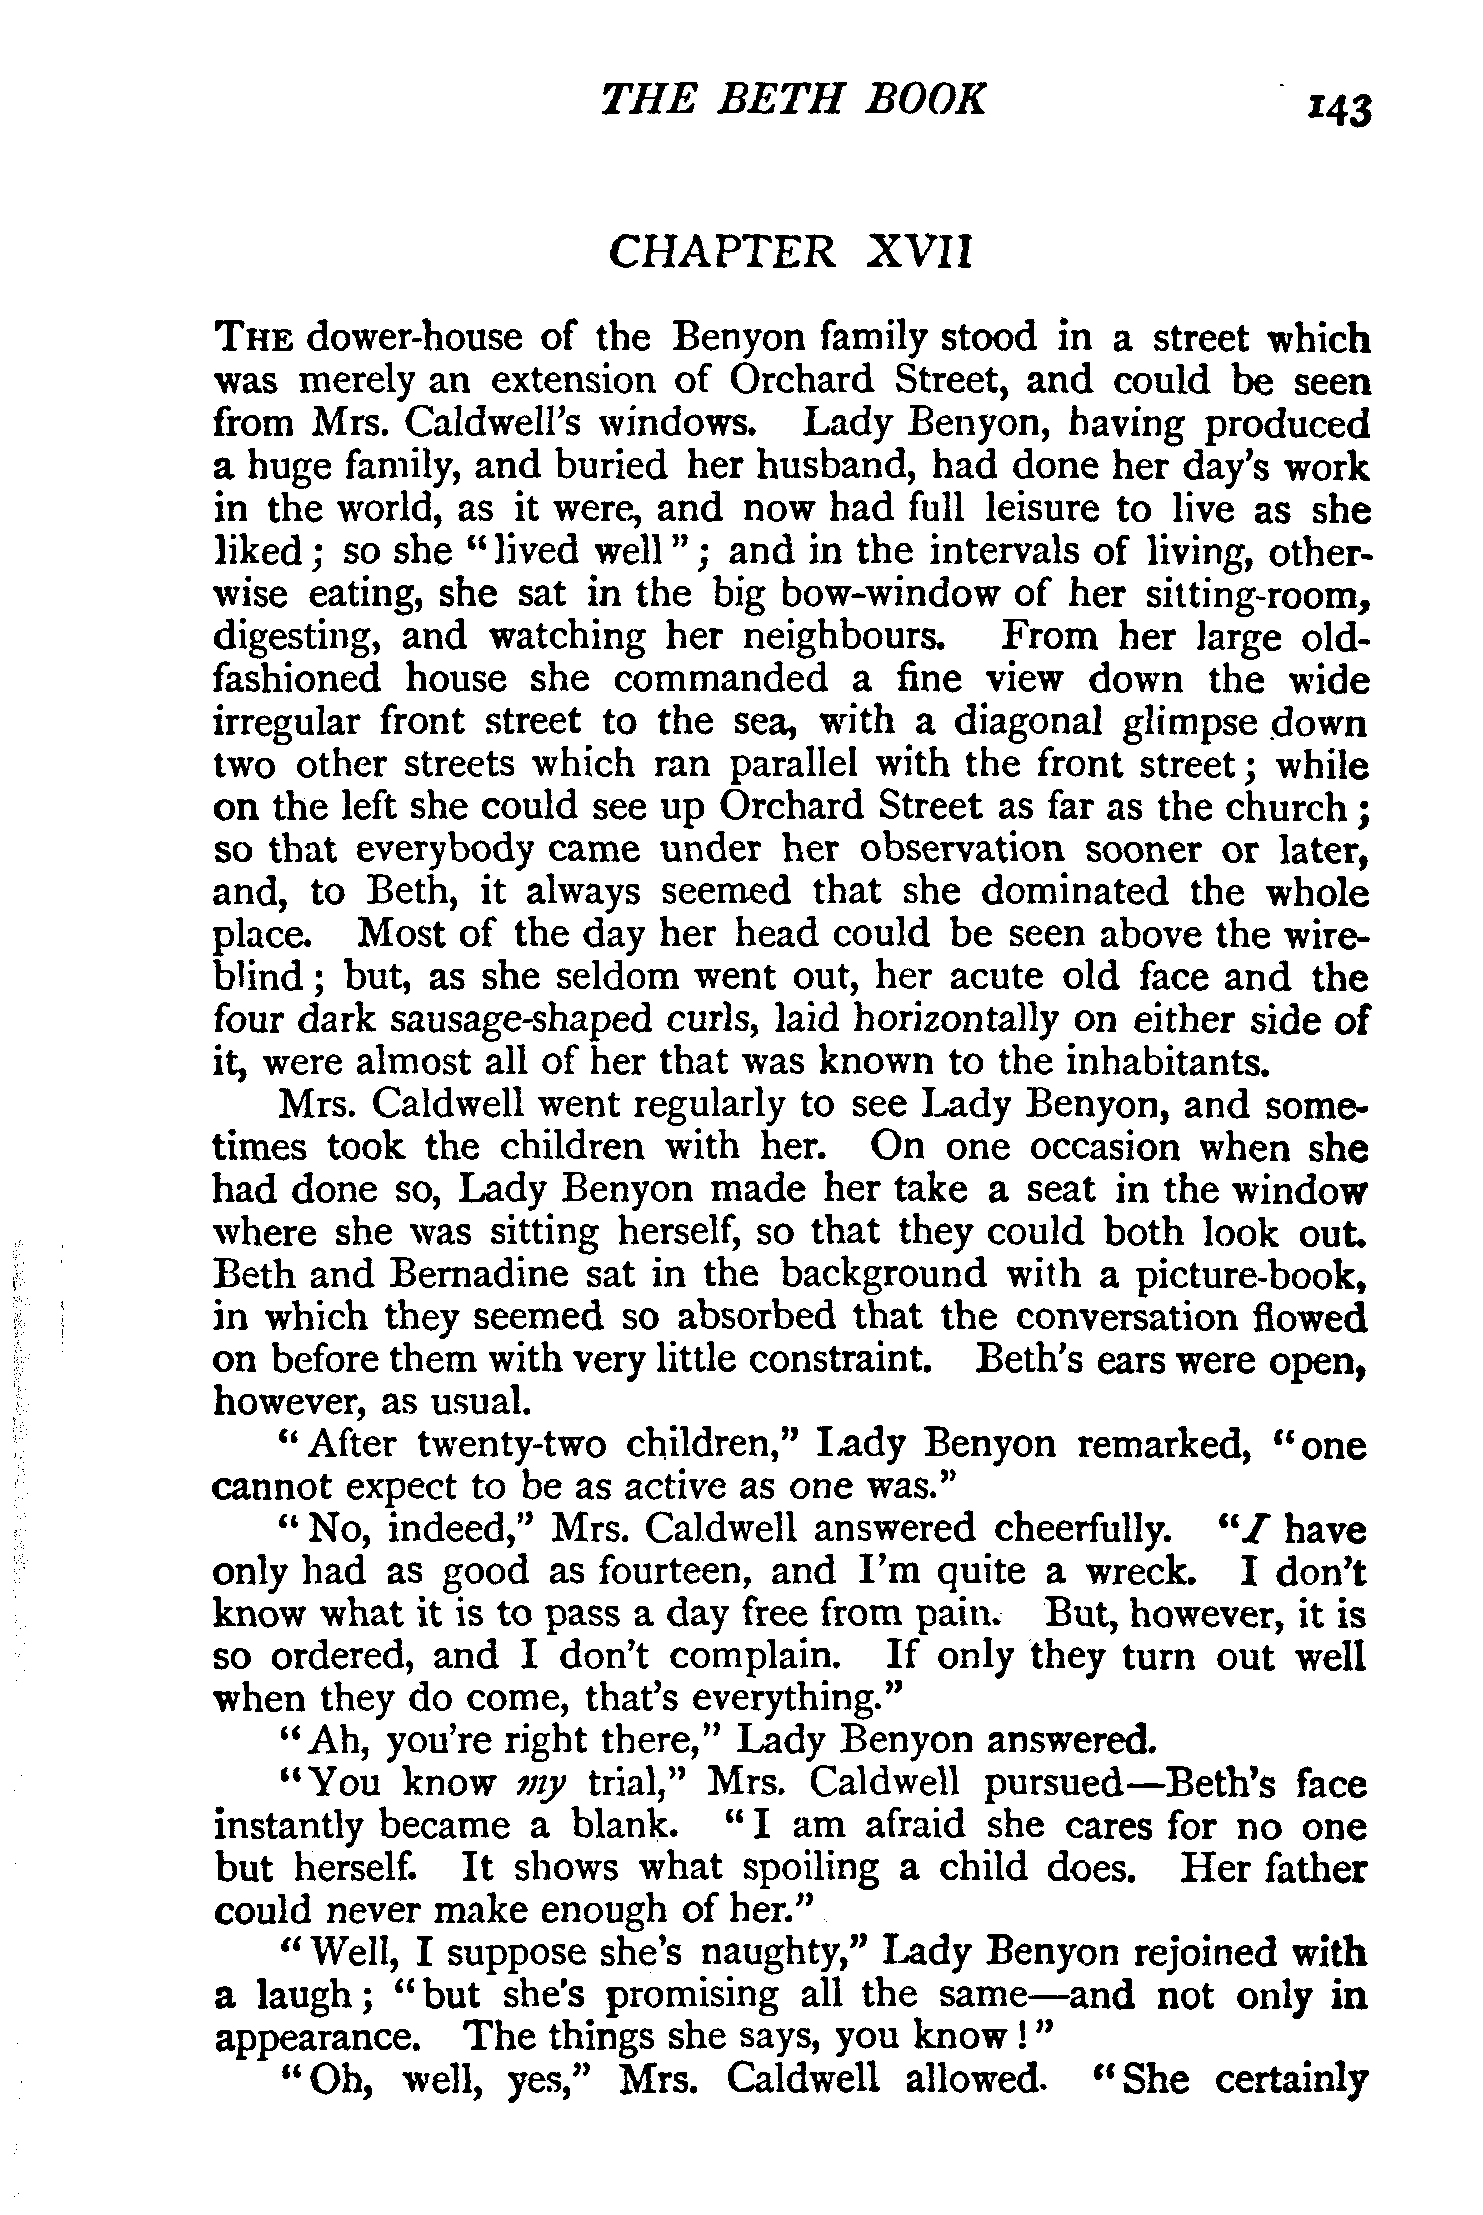 THE BETH BOOK 143
CHAPTER XVII
THE dower-house of the Benyon family stood in a street which
was merely an extension of Orchard Street, and could be seen
from Mrs. Caldwell's windows. Lady Benyon, having produced
a huge family, and buried her husband, had done her day's work
in the world, as it were, and now had full leisure to live as she
liked; so she "lived well"; and in the intervals of living, other-
wise eating, she sat in the big bow-window of her sitting-room,
digesting, and watching her neighbours. From her large old-
fashioned house she commanded a fine view down the wide
irregular front street to the sea, with a diagonal glimpse down
two other streets which ran parallel with the front street; while
on the left she could see up Orchard Street as far as the church;
so that everybody came under her observation sooner or later,
and, to Beth, it always seemed that she dominated the whole
place. Most of the day her head could be seen above the wire-
blind; but, as she seldom went out, her acute old face and the
four dark sausage-shaped curls, laid horizontally on either side of
it, were almost all of her that was known to the inhabitants.
Mrs. Caldwell went regularly to see Lady Benyon, and some-
times took the children with her. On one occasion when she
had done so, Lady Benyon made her take a seat in the window
where she was sitting herself, so that they could both look out.
Beth and Bernadine sat in the background with a picture-book,
in which they seemed so absorbed that the conversation flowed
on before them with very little constraint. Beth's ears were open,
however, as usual.
"After twenty-two children," Lady Benyon remarked, "one
cannot expect to be as active as one was."
"No, indeed," Mrs. Caldwell answered cheerfully. "I have
only had as good as fourteen, and I'm quite a wreck. I don't
know what it is to pass a day free from pain. But, however, it is
so ordered, and I don't complain. If only they turn out well
when they do come, that's everything."
"Ah, you're right there," Lady Benyon answered.
"You know my trial," Mrs. Caldwell pursued—Beth's face
instantly became a blank. "I am afraid she cares for no one
but herself. It shows what spoiling a child does. Her father
could never make enough of her."
"Well, I suppose she's naughty," Lady Benyon rejoined with
a laugh; "but she's promising all the same—and not only in
appearance. The things she says, you know!"
"Oh, well, yes," Mrs. Caldwell allowed. "She certainly